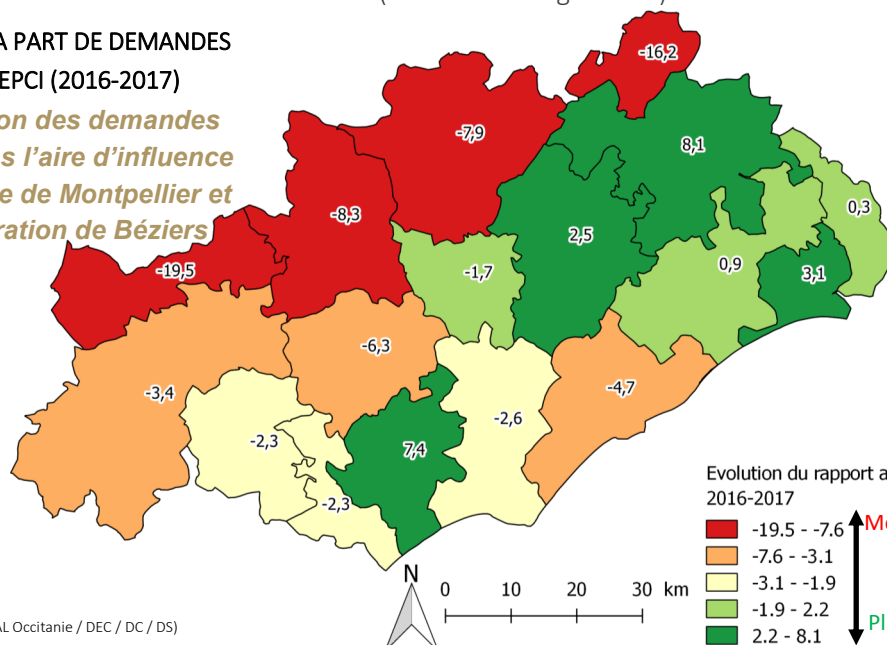 A PART DE DEMANDES
EPCI (2016-2017)
on des demandes
s l'aire d'influence
e de Montpellier et
ration de Béziers
-16,2
-7,9
8,1
-8,3
0,3
2,5
-19,5
-1,7
0,9
3,1
-6,3
-3,4
-4,7
-2,6
-2,3
7,4
-2,3
Evolution du rapport a
2016-2017
-19.5 - -7.6
-7.6 - -3.1
-3.1 - -1.9
-1.9 - 2.2
2.2 - 8.1
Me
Pl
N
0 10 20 30 km
AL Occitanie / DEC / DC / DS)